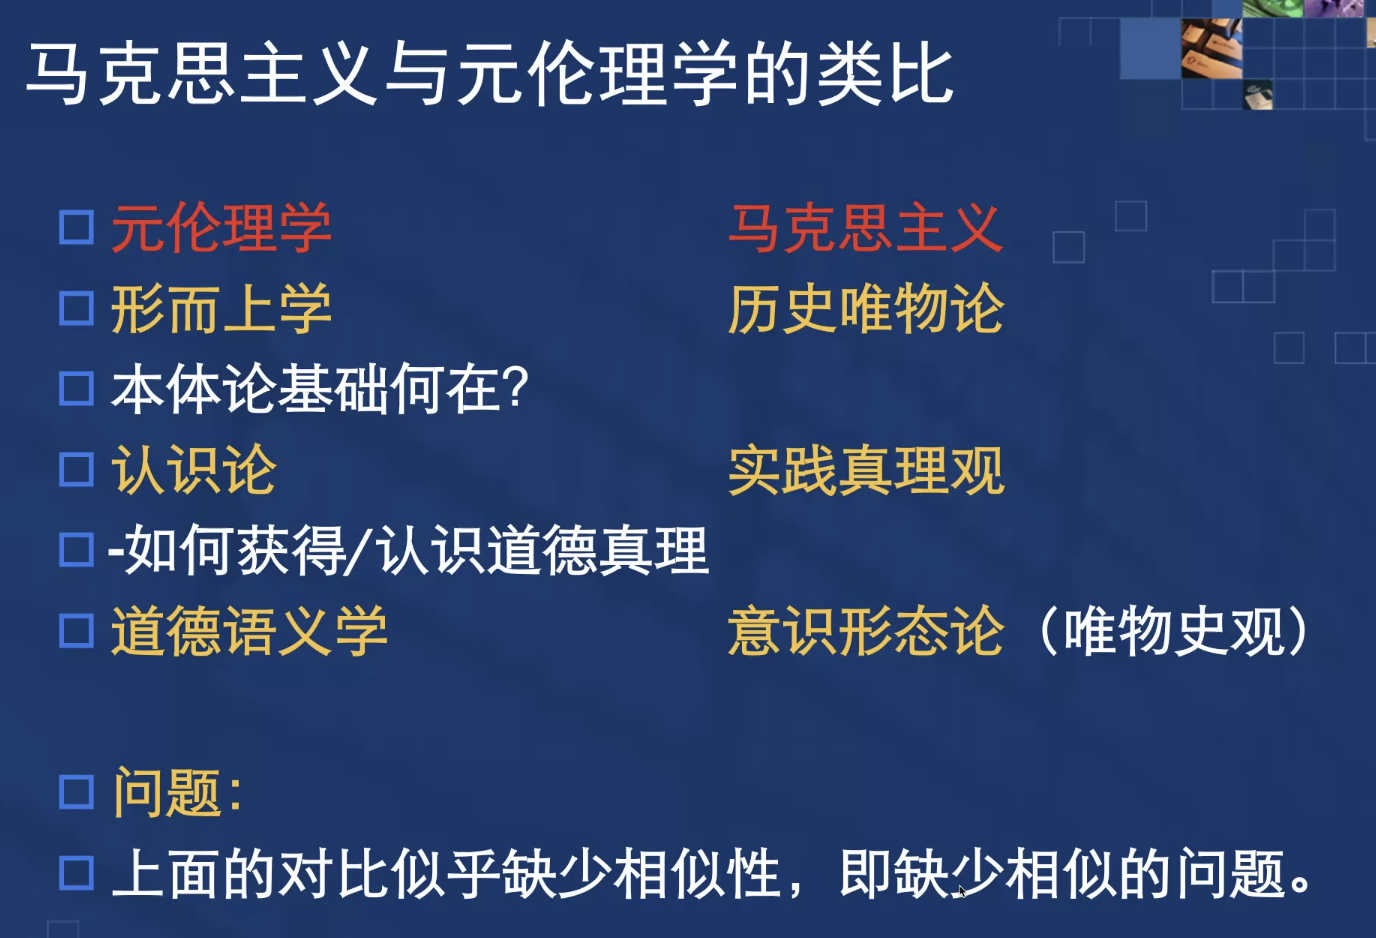 马克思主义与元伦理学的类比
元伦理学 马克思主义
形而上学 历史唯物论
本体论基础何在?
认识论 实践真理观
-如何获得/认识道德真理
道德语义学 意识形态论（唯物史观）
问题：
上面的对比似乎缺少相似性，即缺少相似的问题。